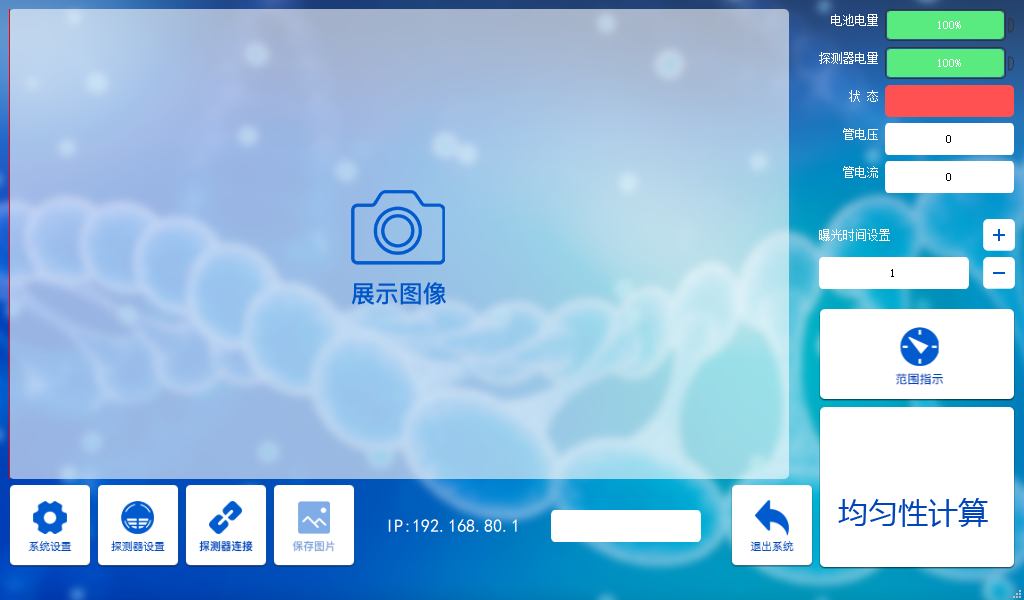 电池电量 100%
探测器电量 100%
状 态
管电压 0
管电流 0
曝光时间设置 +
1 −
展示图像
范围指示
均匀性计算
系统设置 探测器设置 探测器连接 保存图片 IP:192.168.80.1 退出系统